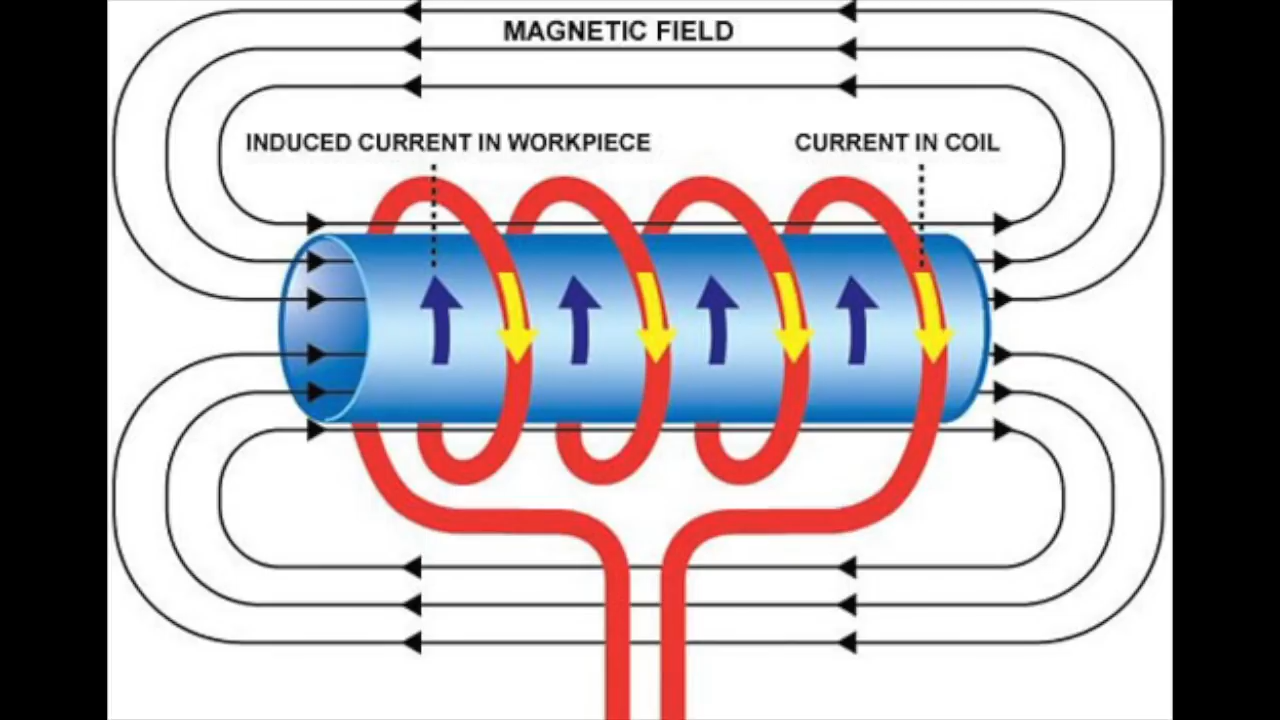 MAGNETIC FIELD
INDUCED CURRENT IN WORKPIECE
CURRENT IN COIL